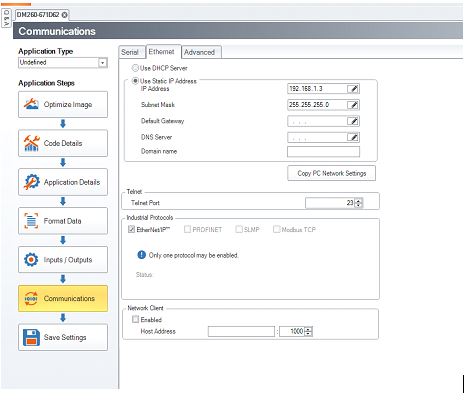 Q&A
DM260-671D62
Communications
Application Type
Undefined
Application Steps
Optimize Image
Code Details
Application Details
Format Data
Inputs / Outputs
Communications
Save Settings
Serial Ethernet Advanced
Use DHCP Server
Use Static IP Address
IP Address 192.168.1.3
Subnet Mask 255.255.255.0
Default Gateway . . .
DNS Server . . .
Domain name
Copy PC Network Settings
Telnet
Telnet Port 23
Industrial Protocols
EtherNet/IP™ PROFINET SLMP Modbus TCP
Only one protocol may be enabled.
Status:
Network Client
Enabled
Host Address : 1000